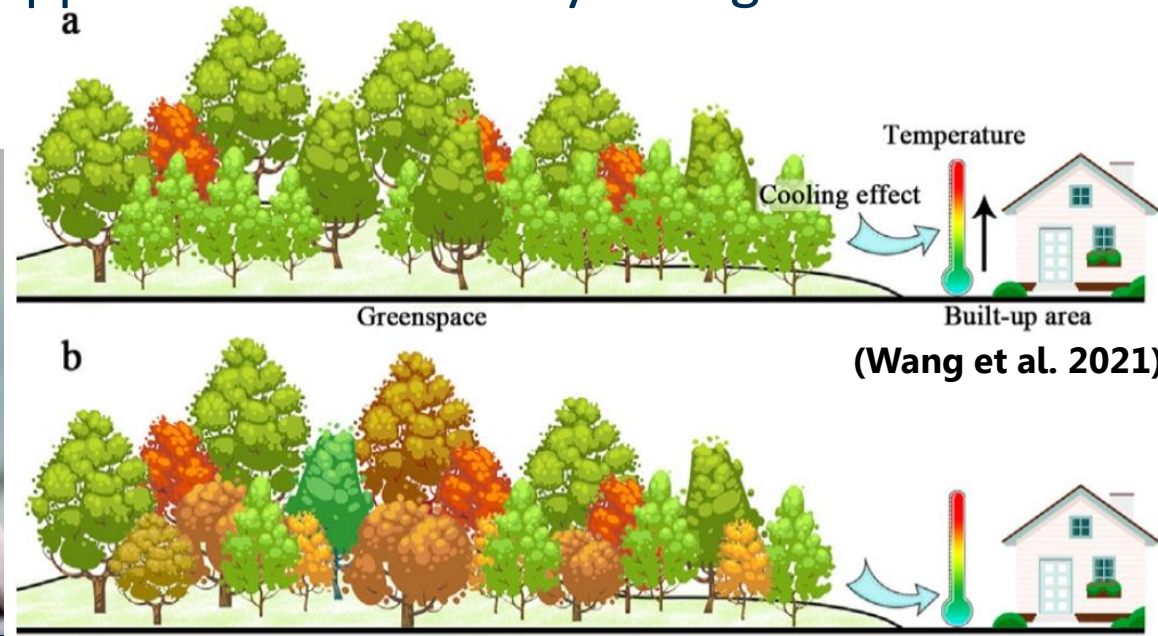 a
Temperature
Cooling effect
Greenspace
Built-up area
b
(Wang et al. 2021)